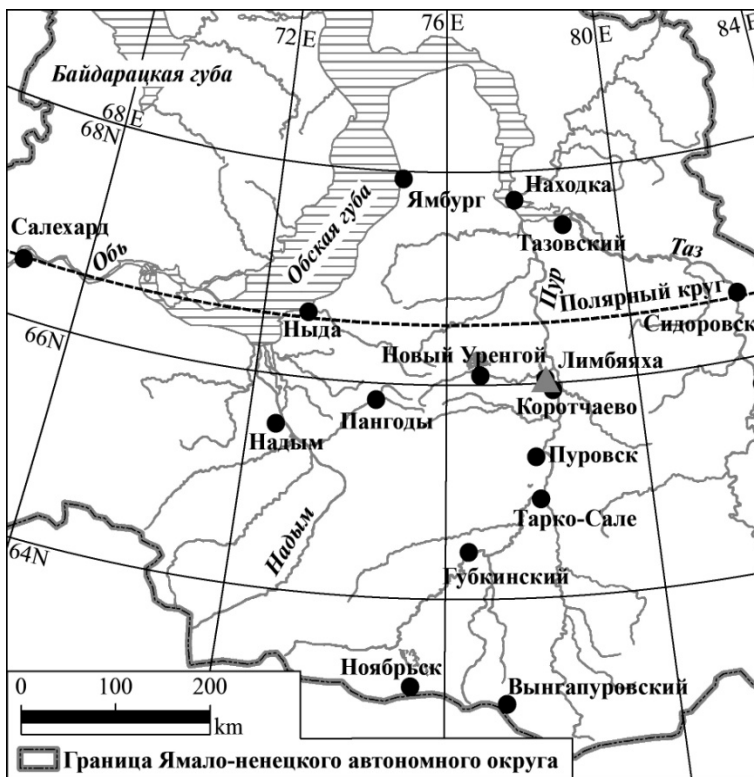 72 E
76 E
80 E
84 E
Байдарацкая губа
68 E
68N
Ямбург
Находка
Салехард
Обь
Обская губа
Тазовский
Таз
Пур
Полярный круг
Ныда
Сидоровск
66N
Новый Уренгой
Лимбяяха
Пангоды
Коротчаево
Надым
Пуровск
Тарко-Сале
64N
Надым
Губкинский
Ноябрьск
Вынгапуровский
0 100 200
km
Граница Ямало-ненецкого автономного округа